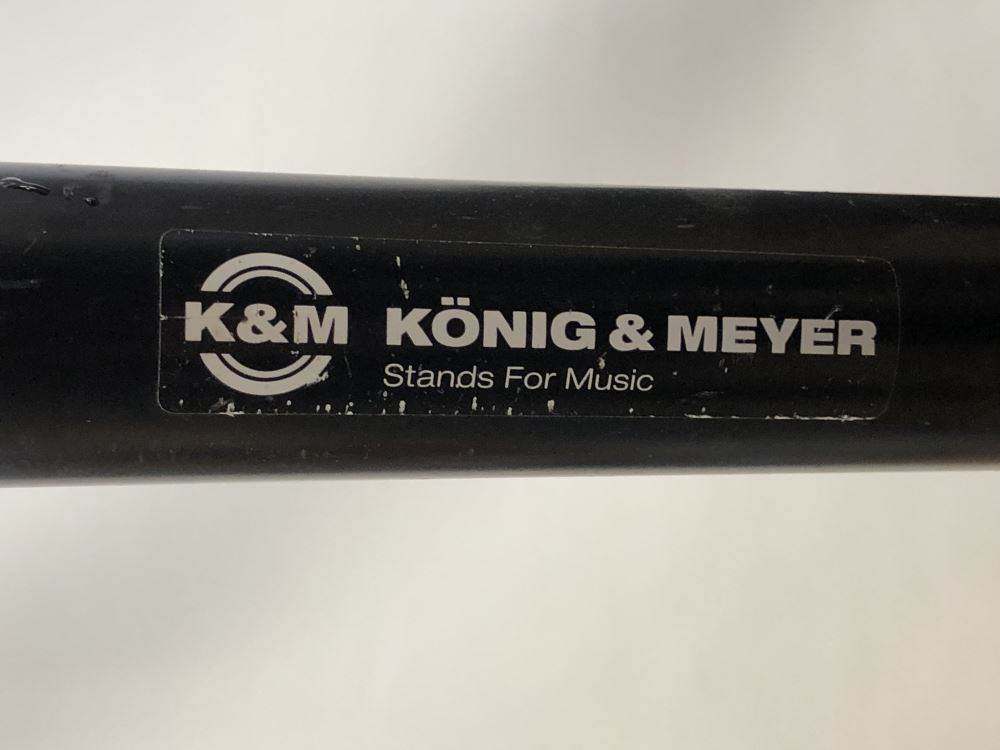 K&M KÖNIG & MEYER
Stands For Music